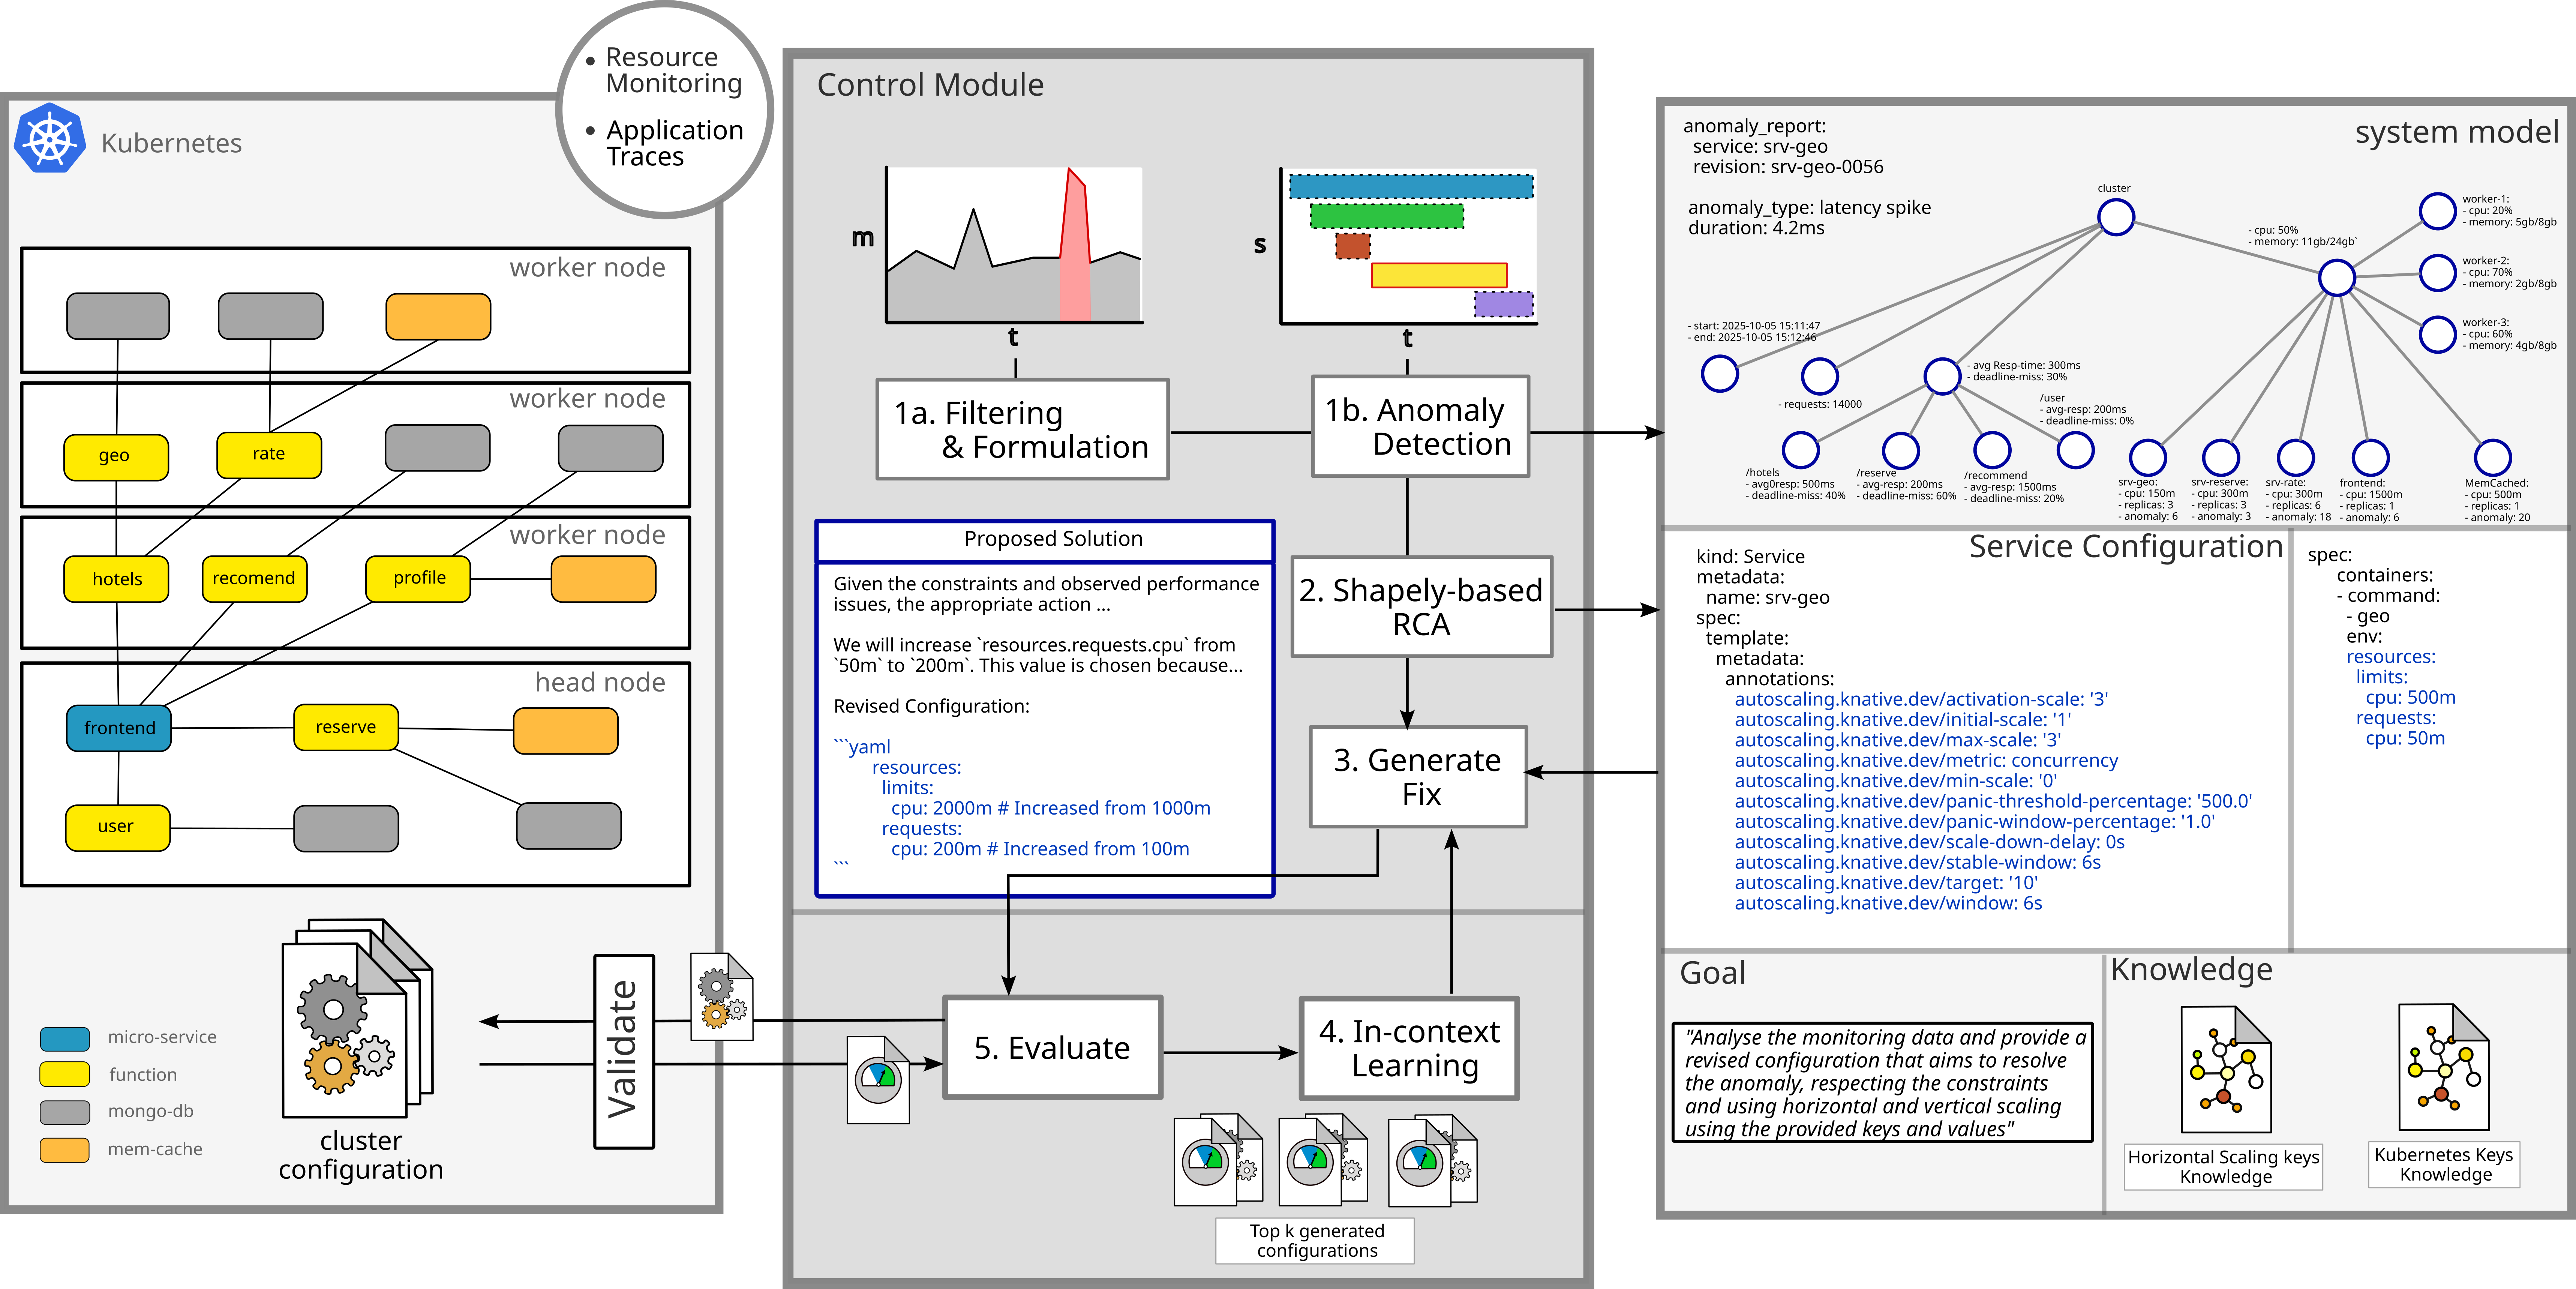 Resource
Monitoring
Application
Traces
Kubernetes
worker node
worker node
geo
rate
worker node
hotels
recomend
profile
head node
frontend
reserve
user
micro-service
function
mongo-db
mem-cache
cluster
configuration
Validate
Control Module
m
t
s
t
1a. Filtering
& Formulation
1b. Anomaly
Detection
Proposed Solution
Given the constraints and observed performance
issues, the appropriate action ...
We will increase `resources.requests.cpu` from
`50m` to `200m`. This value is chosen because...
Revised Configuration:
```yaml
resources:
limits:
cpu: 2000m # Increased from 1000m
requests:
cpu: 200m # Increased from 100m
```
2. Shapely-based
RCA
3. Generate
Fix
5. Evaluate
4. In-context
Learning
Top k generated
configurations
system model
anomaly_report:
service: srv-geo
revision: srv-geo-0056
anomaly_type: latency spike
duration: 4.2ms
cluster
- cpu: 50%
- memory: 11gb/24gb`
worker-1:
- cpu: 20%
- memory: 5gb/8gb
worker-2:
- cpu: 70%
- memory: 2gb/8gb
worker-3:
- cpu: 60%
- memory: 4gb/8gb
- start: 2025-10-05 15:11:47
- end: 2025-10-05 15:12:46
- requests: 14000
- avg Resp-time: 300ms
- deadline-miss: 30%
/user
- avg-resp: 200ms
- deadline-miss: 0%
/hotels
- avg0resp: 500ms
- deadline-miss: 40%
/reserve
- avg-resp: 200ms
- deadline-miss: 60%
/recommend
- avg-resp: 1500ms
- deadline-miss: 20%
srv-geo:
- cpu: 150m
- replicas: 3
- anomaly: 6
srv-reserve:
- cpu: 300m
- replicas: 3
- anomaly: 3
srv-rate:
- cpu: 300m
- replicas: 6
- anomaly: 18
frontend:
- cpu: 1500m
- replicas: 1
- anomaly: 6
MemCached:
- cpu: 500m
- replicas: 1
- anomaly: 20
Service Configuration
kind: Service
metadata:
name: srv-geo
spec:
template:
metadata:
annotations:
autoscaling.knative.dev/activation-scale: '3'
autoscaling.knative.dev/initial-scale: '1'
autoscaling.knative.dev/max-scale: '3'
autoscaling.knative.dev/metric: concurrency
autoscaling.knative.dev/min-scale: '0'
autoscaling.knative.dev/panic-threshold-percentage: '500.0'
autoscaling.knative.dev/panic-window-percentage: '1.0'
autoscaling.knative.dev/scale-down-delay: 0s
autoscaling.knative.dev/stable-window: 6s
autoscaling.knative.dev/target: '10'
autoscaling.knative.dev/window: 6s
spec:
containers:
- command:
- geo
env:
resources:
limits:
cpu: 500m
requests:
cpu: 50m
Goal
"Analyse the monitoring data and provide a
revised configuration that aims to resolve
the anomaly, respecting the constraints
and using horizontal and vertical scaling
using the provided keys and values"
Knowledge
Horizontal Scaling keys
Knowledge
Kubernetes Keys
Knowledge